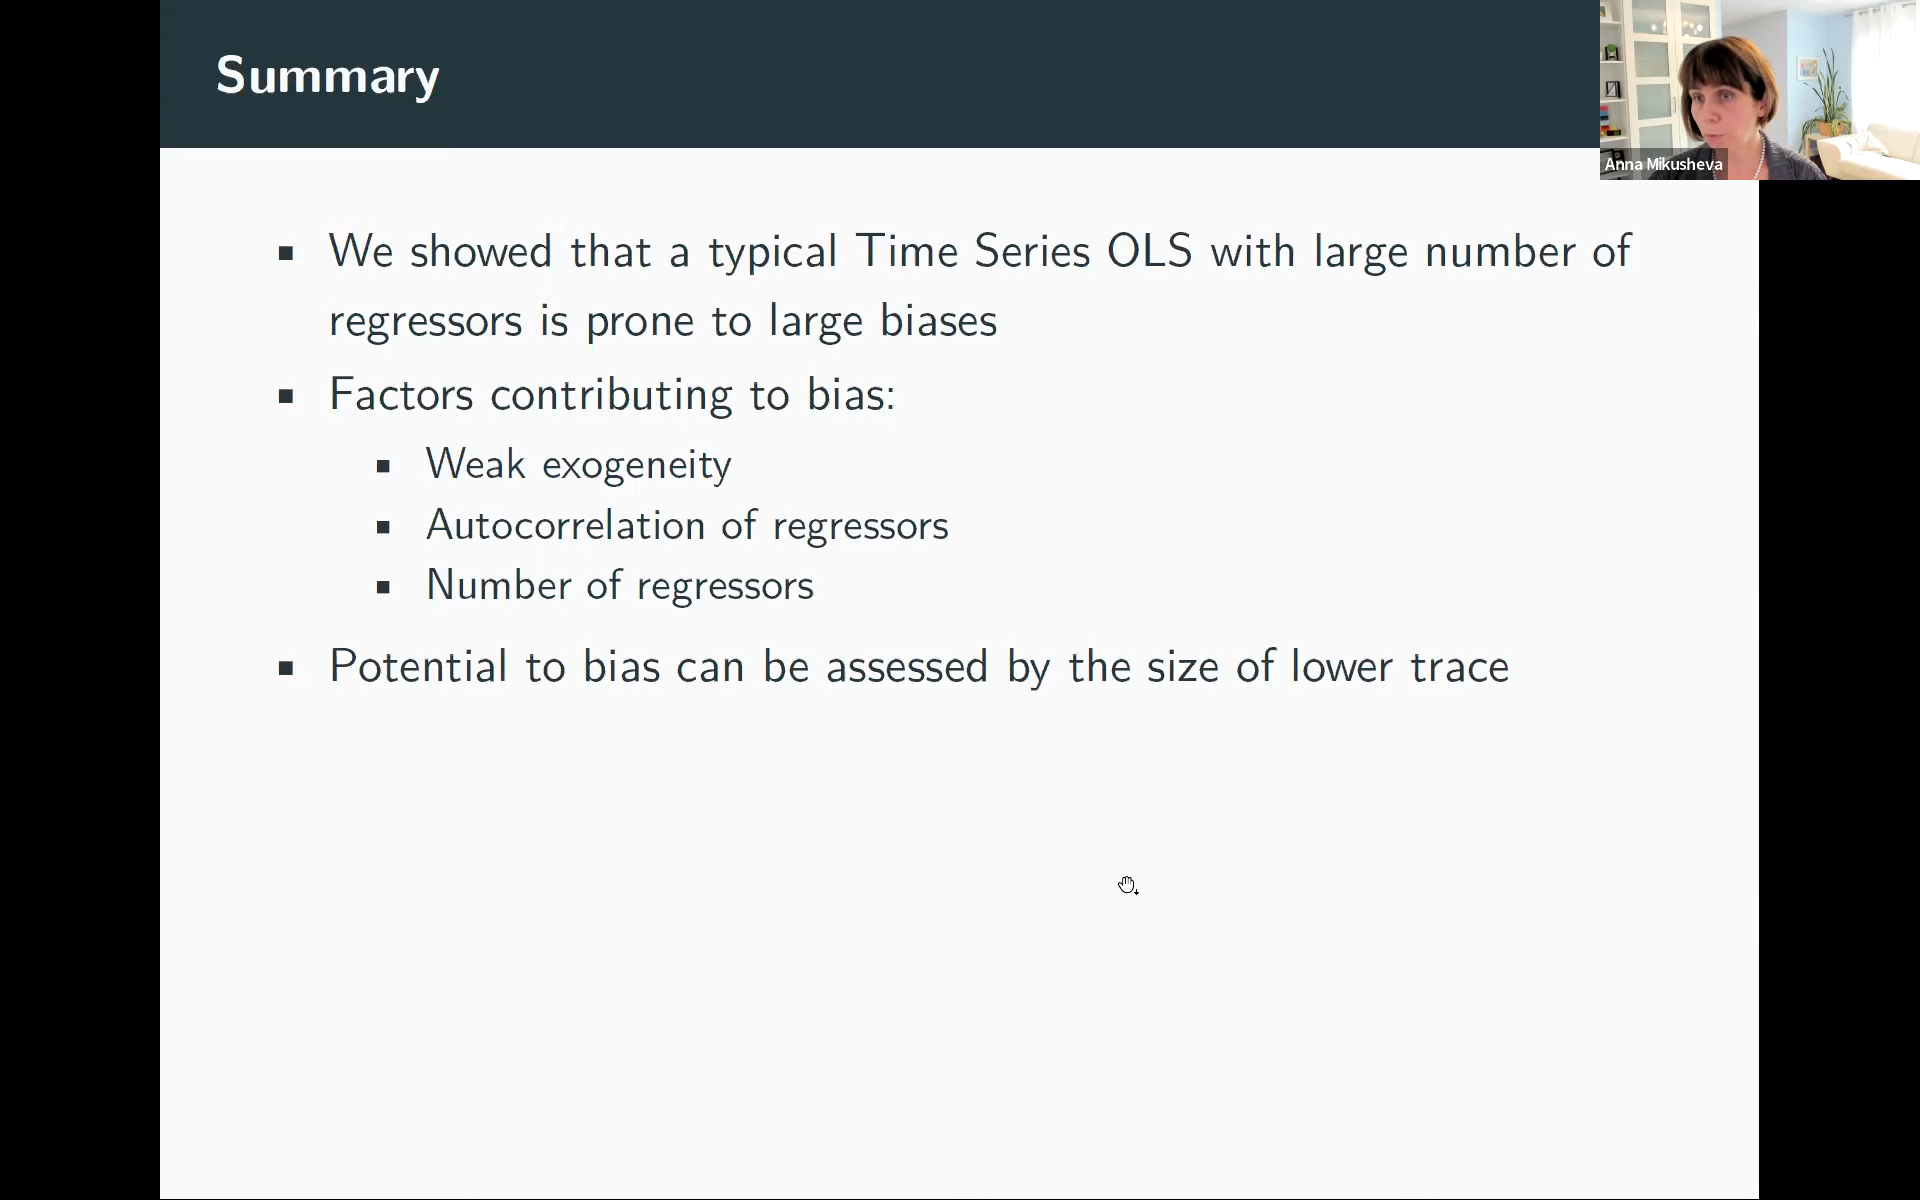 Summary
Anna Mikusheva
We showed that a typical Time Series OLS with large number of
regressors is prone to large biases
Factors contributing to bias:
Weak exogeneity
Autocorrelation of regressors
Number of regressors
Potential to bias can be assessed by the size of lower trace